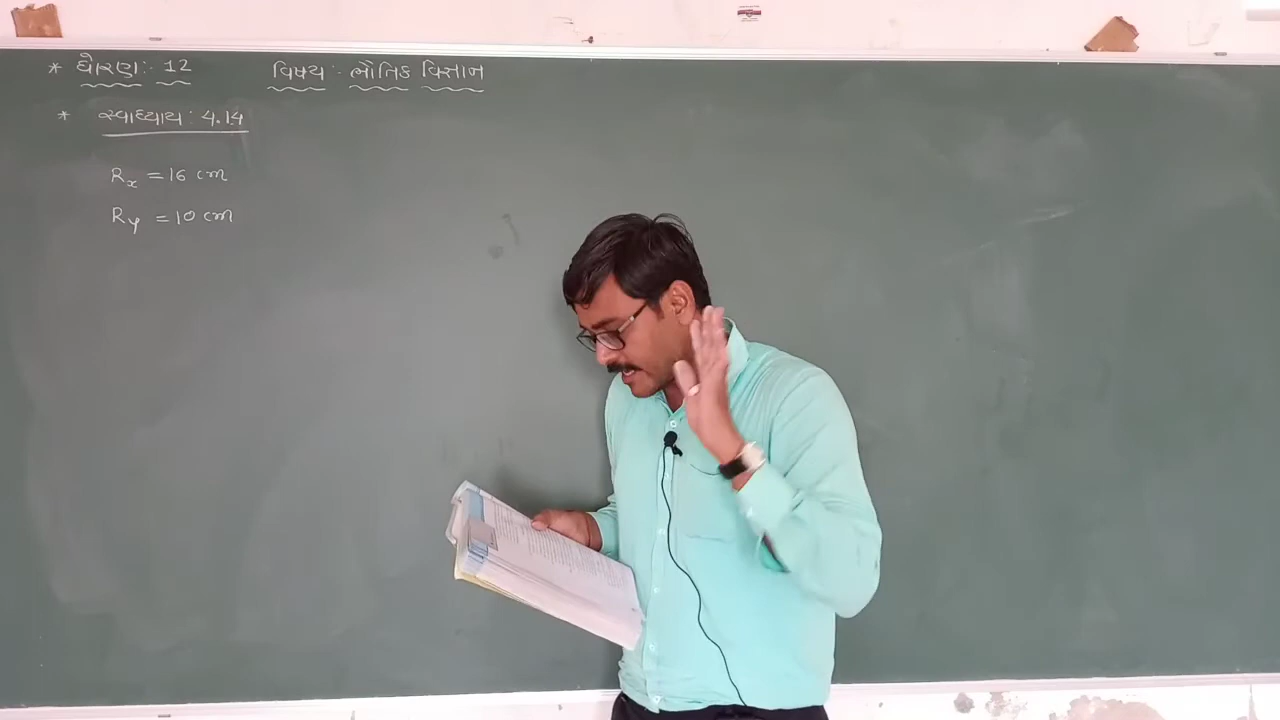 * ધોરણ:- 12 વિષય :- ભૌતિક વિજ્ઞાન
* સ્વાધ્યાય : 4.14
Rx = 16 cm
Ry = 10 cm